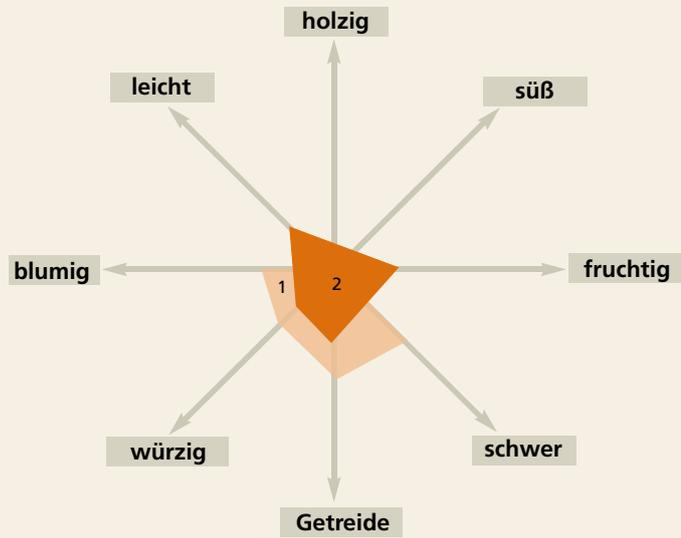 holzig
leicht
süß
blumig
fruchtig
1
2
würzig
schwer
Getreide